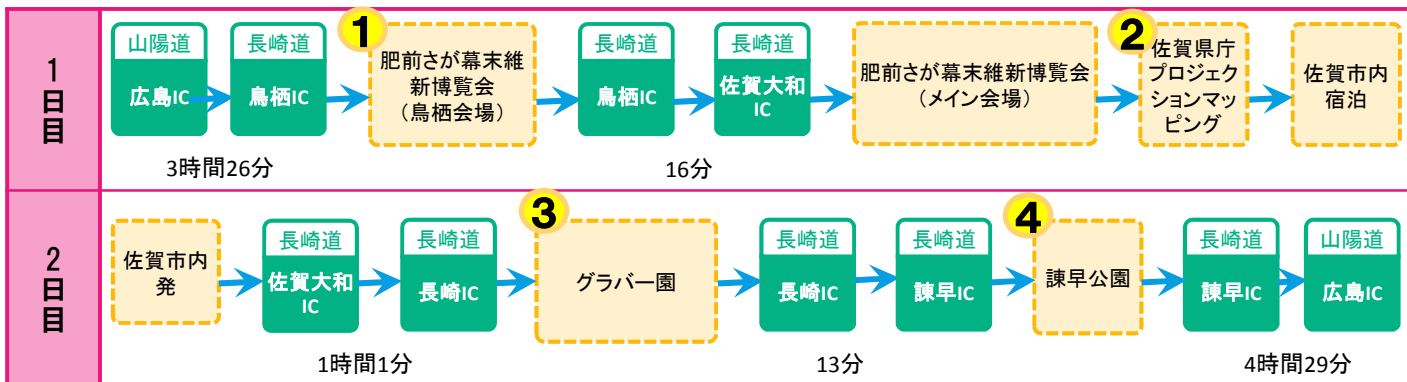 1日目
山陽道
広島IC
長崎道
鳥栖IC
1
肥前さが幕末維
新博覧会
（鳥栖会場）
長崎道
鳥栖IC
長崎道
佐賀大和
IC
肥前さが幕末維新博覧会
（メイン会場）
2
佐賀県庁
プロジェク
ションマッ
ピング
佐賀市内
宿泊
3時間26分
16分
2日目
佐賀市内
発
長崎道
佐賀大和
IC
長崎道
長崎IC
3
グラバー園
長崎道
長崎IC
長崎道
諫早IC
4
諫早公園
長崎道
諫早IC
山陽道
広島IC
1時間1分
13分
4時間29分